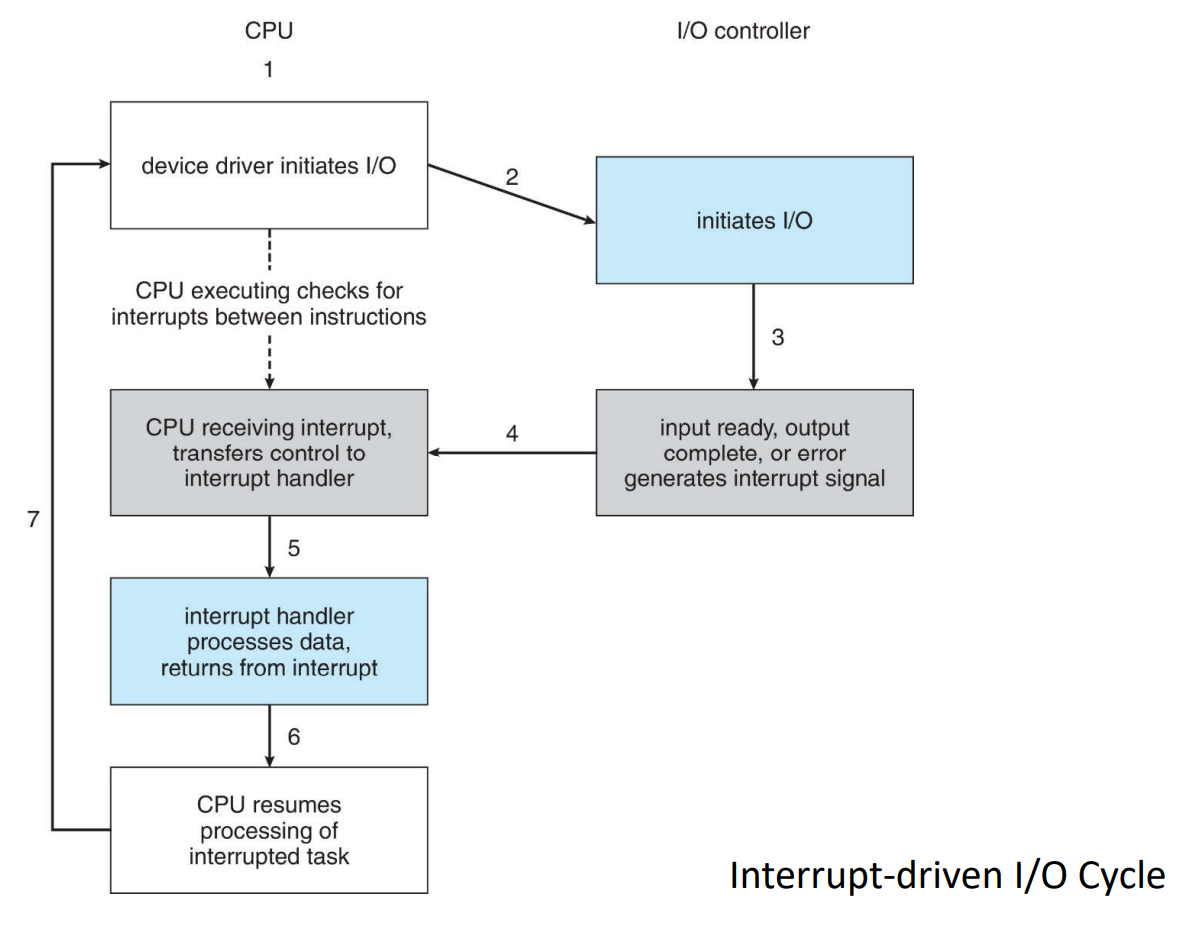 CPU
I/O controller
1
device driver initiates I/O
2
initiates I/O
CPU executing checks for
interrupts between instructions
3
CPU receiving interrupt,
transfers control to
interrupt handler
4
input ready, output
complete, or error
generates interrupt signal
7
5
interrupt handler
processes data,
returns from interrupt
6
CPU resumes
processing of
interrupted task
Interrupt-driven I/O Cycle